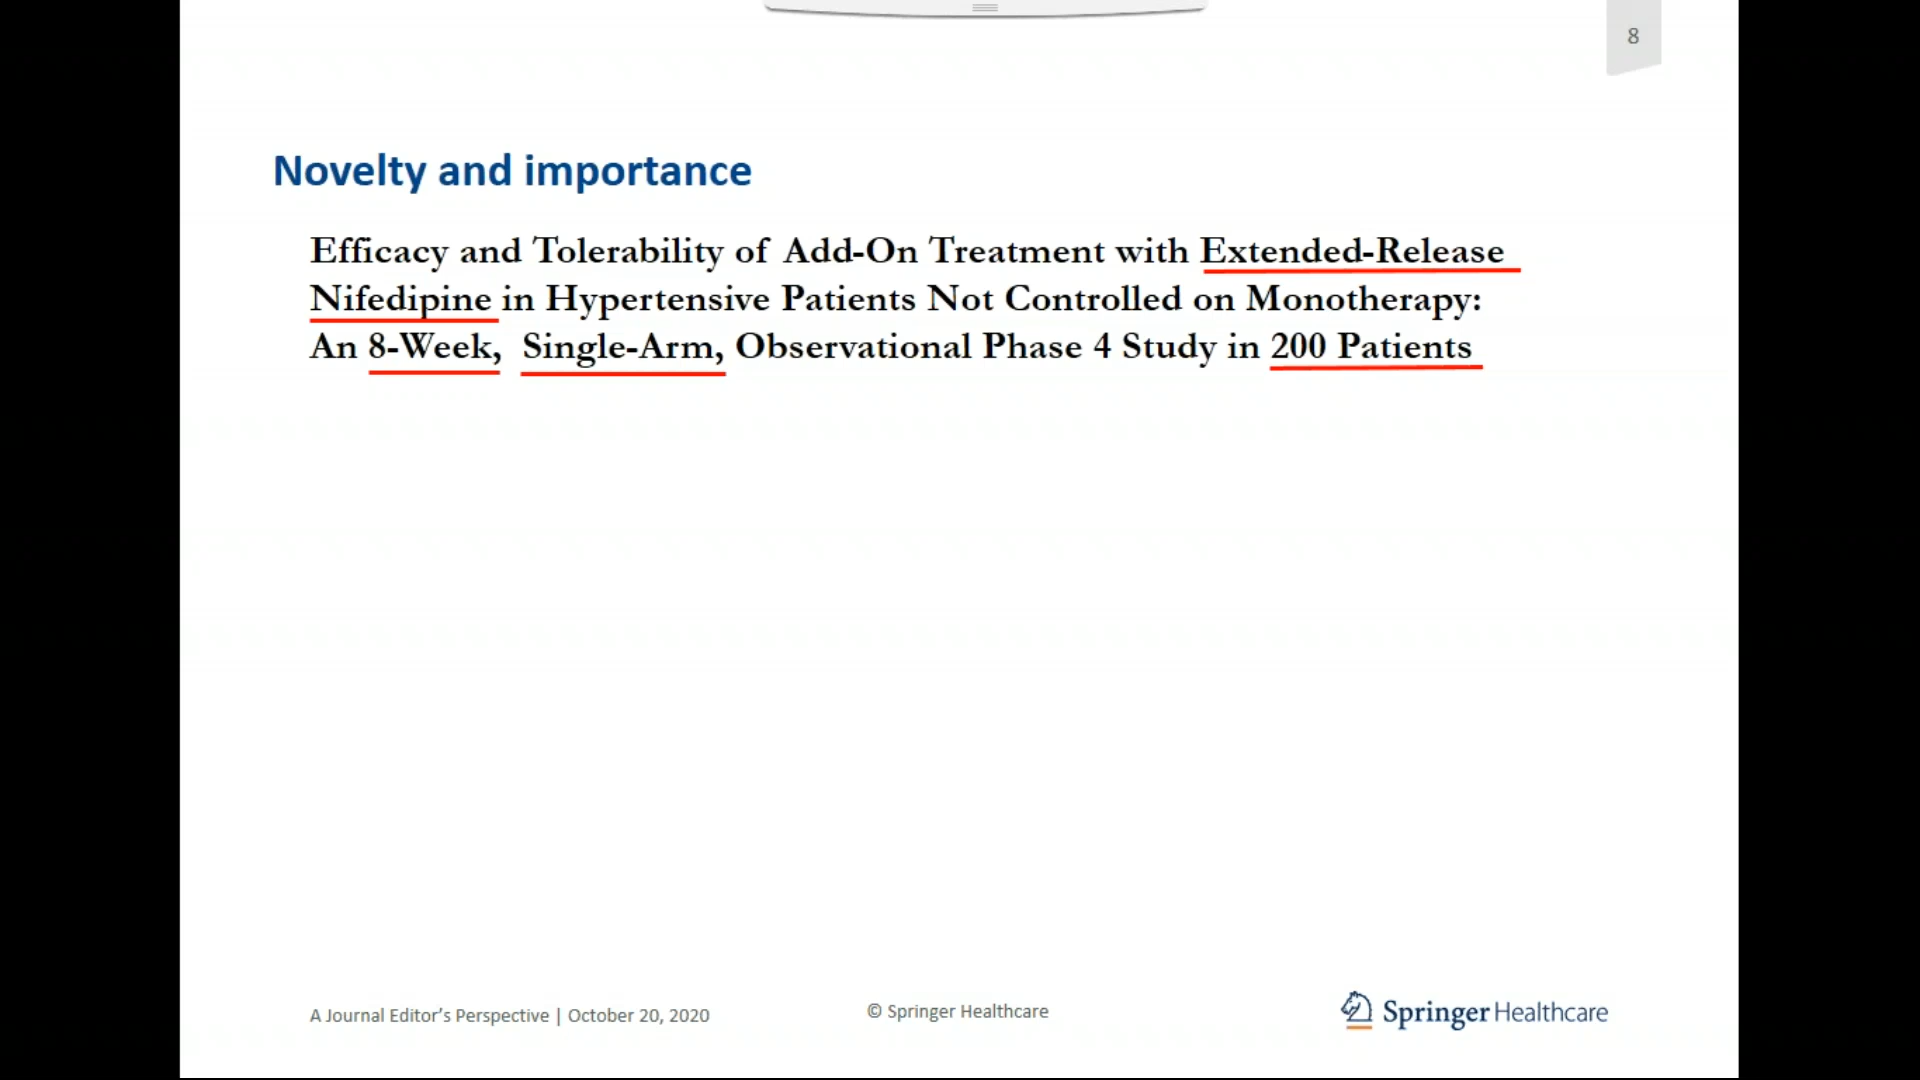 8
Novelty and importance
Efficacy and Tolerability of Add-On Treatment with Extended-Release
Nifedipine in Hypertensive Patients Not Controlled on Monotherapy:
An 8-Week, Single-Arm, Observational Phase 4 Study in 200 Patients
A Journal Editor’s Perspective | October 20, 2020
© Springer Healthcare
Springer Healthcare